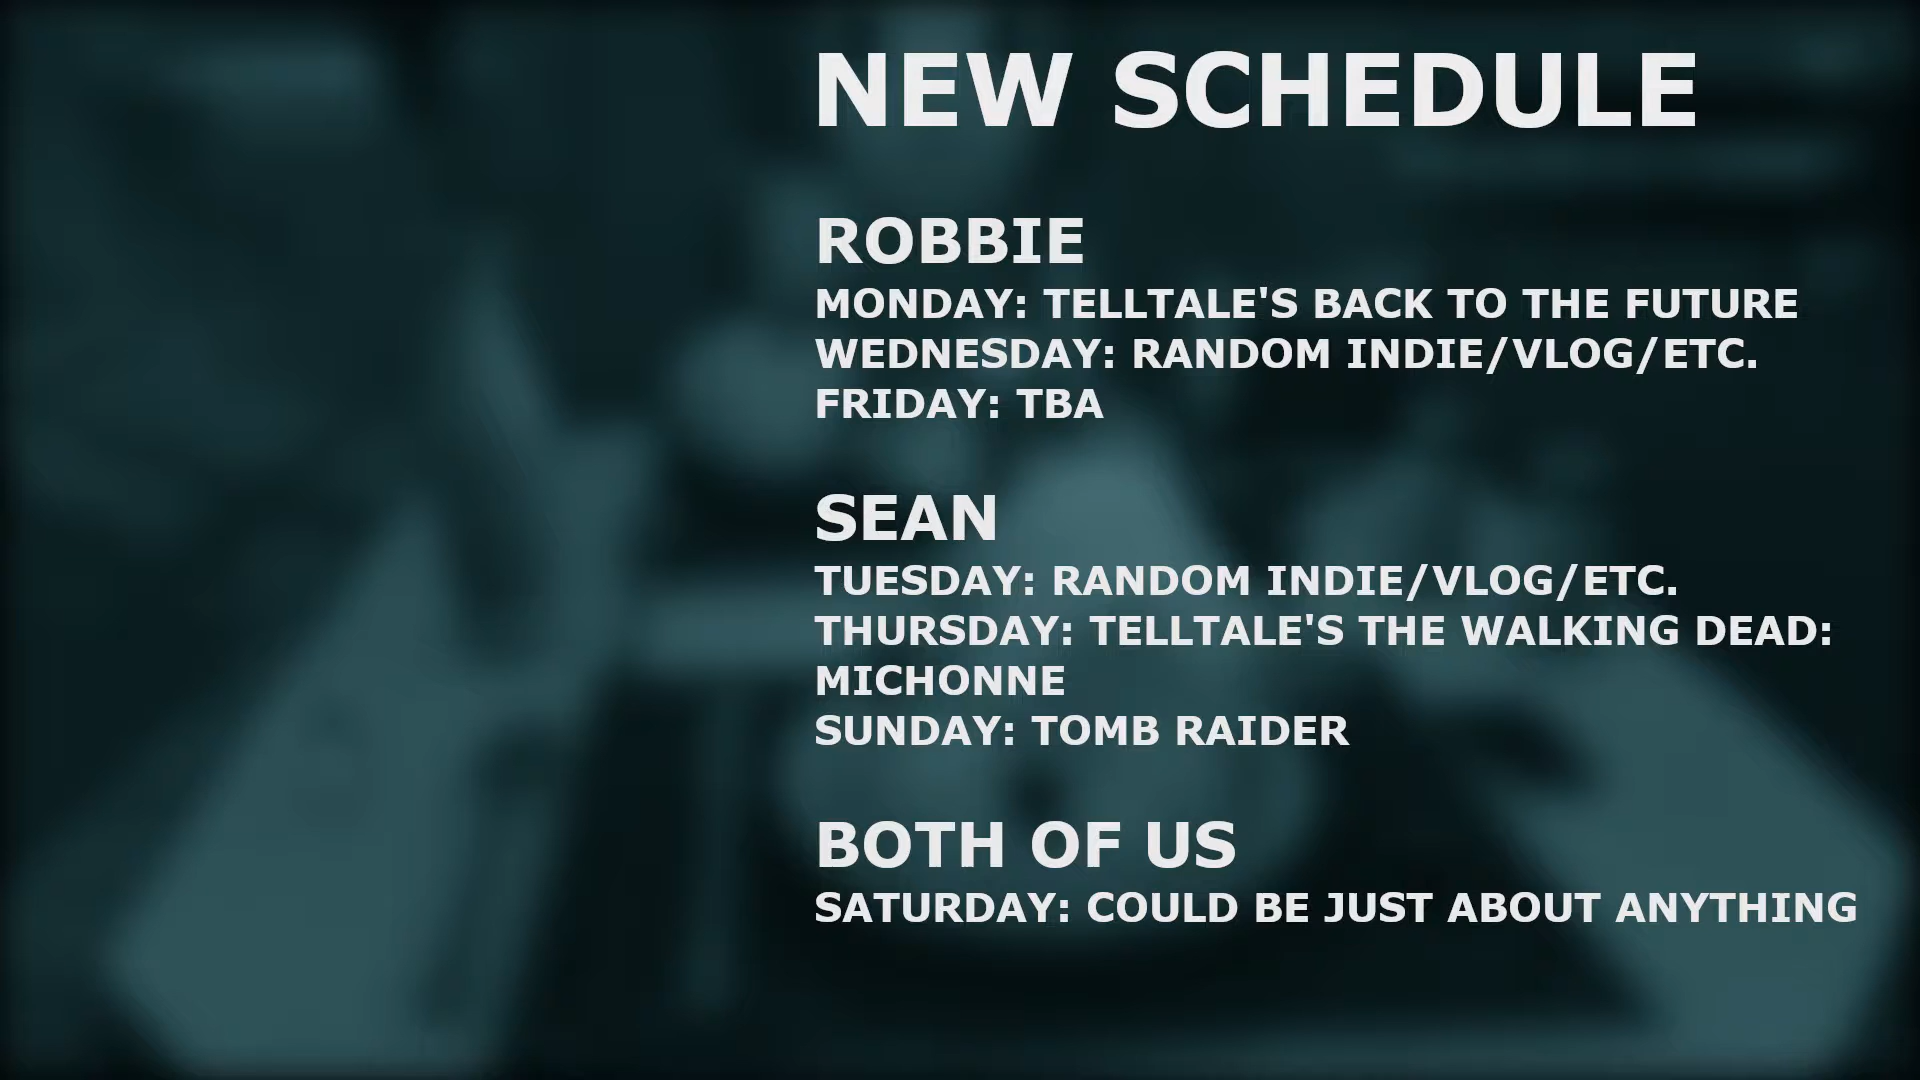 NEW SCHEDULE
ROBBIE
MONDAY: TELLTALE'S BACK TO THE FUTURE
WEDNESDAY: RANDOM INDIE/VLOG/ETC.
FRIDAY: TBA
SEAN
TUESDAY: RANDOM INDIE/VLOG/ETC.
THURSDAY: TELLTALE'S THE WALKING DEAD:
MICHONNE
SUNDAY: TOMB RAIDER
BOTH OF US
SATURDAY: COULD BE JUST ABOUT ANYTHING